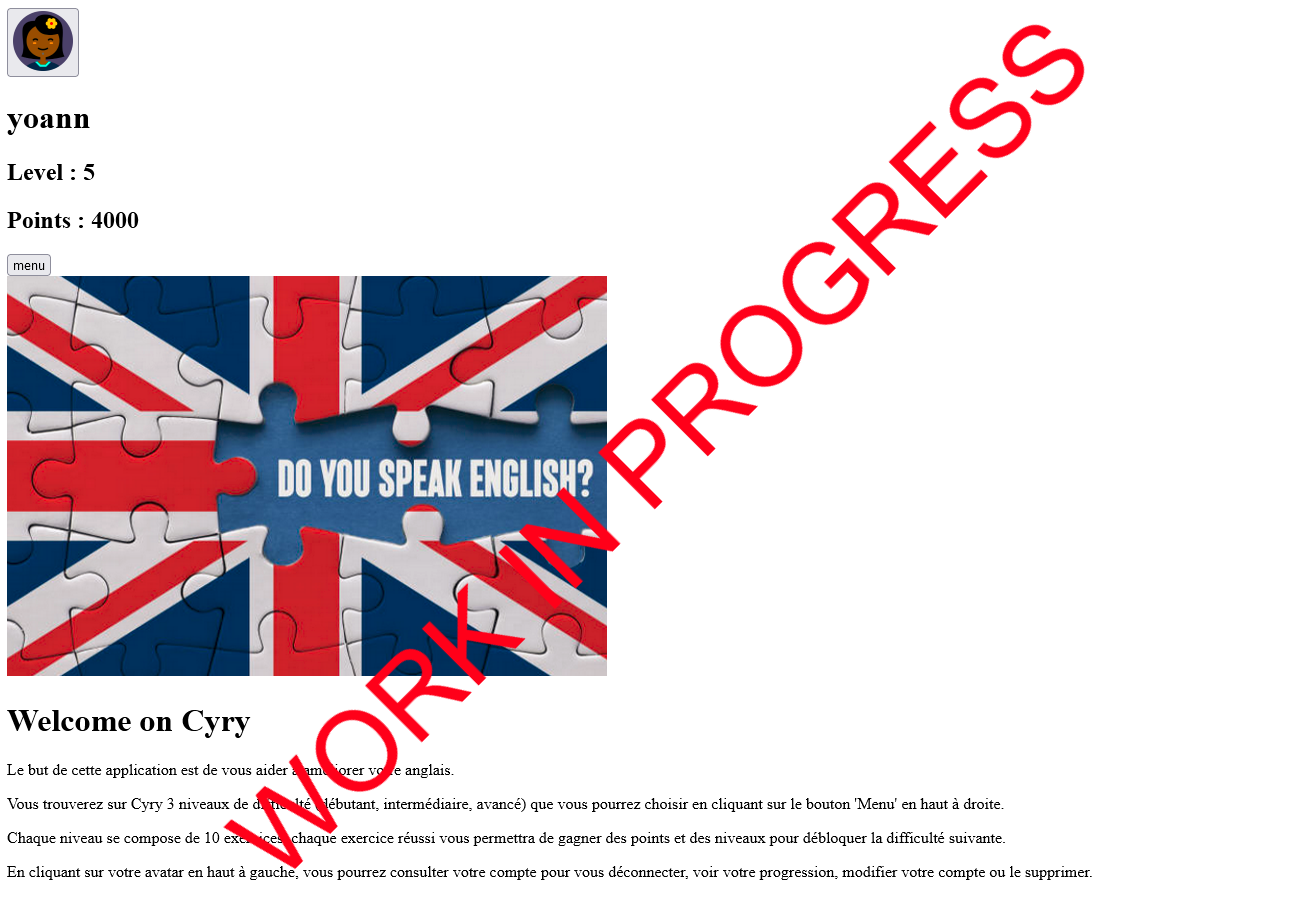 yoann
Level : 5
Points : 4000
menu
DO YOU SPEAK ENGLISH?
WORK IN PROGRESS
Welcome on Cyry
Le but de cette application est de vous aider à améliorer votre anglais.
Vous trouverez sur Cyry 3 niveaux de difficulté (débutant, intermédiaire, avancé) que vous pourrez choisir en cliquant sur le bouton 'Menu' en haut à droite.
Chaque niveau se compose de 10 exercices, chaque exercice réussi vous permettra de gagner des points et des niveaux pour débloquer la difficulté suivante.
En cliquant sur votre avatar en haut à gauche, vous pourrez consulter votre compte pour vous déconnecter, voir votre progression, modifier votre compte ou le supprimer.